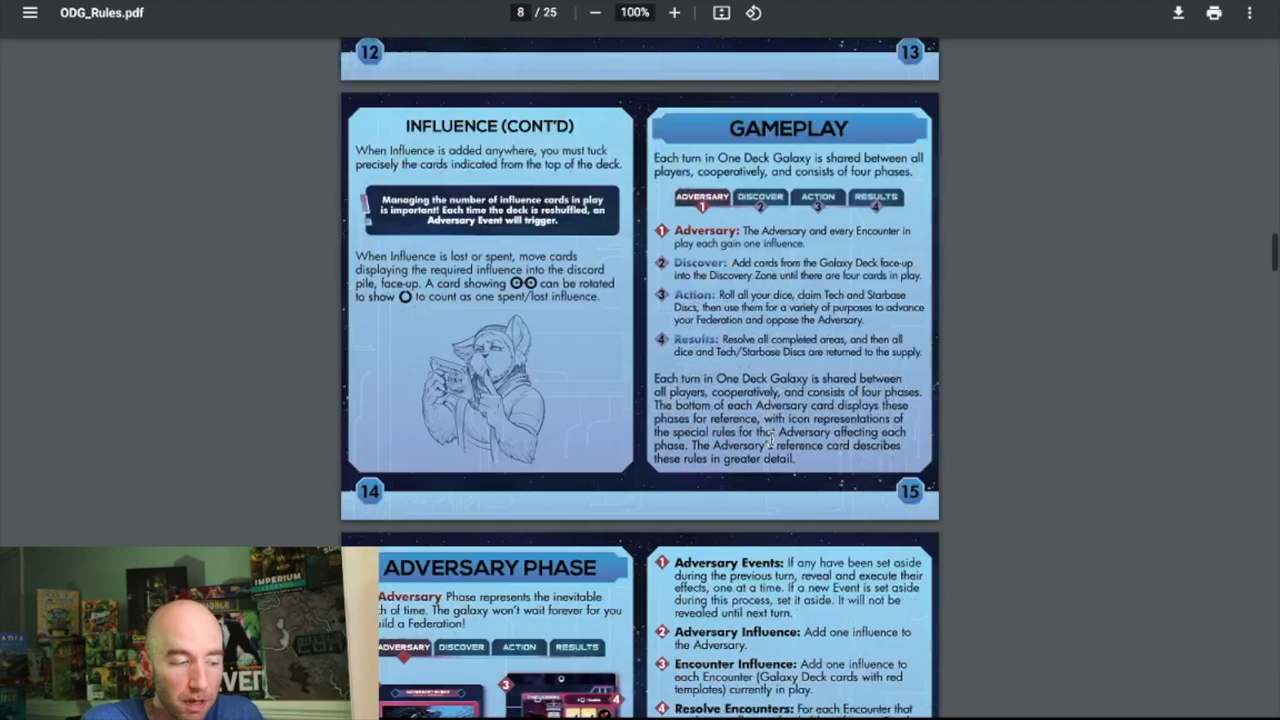 ODG_Rules.pdf
8 / 25
100%
12
13
INFLUENCE (CONT'D)
When Influence is added anywhere, you must tuck
precisely the cards indicated from the top of the deck.
Managing the number of influence cards in play
is important! Each time the deck is reshuffled, an
Adversary Event will trigger.
When Influence is lost or spent, move cards
displaying the required influence into the discard
pile, face-up. A card showing can be rotated
to show to count as one spent/lost influence.
14
GAMEPLAY
Each turn in One Deck Galaxy is shared between all
players, cooperatively, and consists of four phases.
ADVERSARY DISCOVER ACTION RESULTS
1 2 3 4
1 Adversary: The Adversary and every Encounter in
play each gain one influence.
2 Discover: Add cards from the Galaxy Deck face-up
into the Discovery Zone until there are four cards in play.
3 Action: Roll all your dice, claim Tech and Starbase
Discs, then use them for a variety of purposes to advance
your Federation and oppose the Adversary.
4 Results: Resolve all completed areas, and then all
dice and Tech/Starbase Discs are returned to the supply.
Each turn in One Deck Galaxy is shared between
all players, cooperatively, and consists of four phases.
The bottom of each Adversary card displays these
phases for reference, with icon representations of
the special rules for that Adversary affecting each
phase. The Adversary's reference card describes
these rules in greater detail.
15
ADVERSARY PHASE
Adversary Phase represents the inevitable
of time. The galaxy won't wait forever for you
a Federation!
ADVERSARY DISCOVER ACTION RESULTS
ADVERSARY EVENT
3
4
1 Adversary Events: If any have been set aside
during the previous turn, reveal and execute their
effects, one at a time. If a new Event is set aside
during this process, set it aside. It will not be
revealed until next turn.
2 Adversary Influence: Add one influence to
the Adversary.
3 Encounter Influence: Add one influence to
each Encounter (Galaxy Deck cards with red
templates) currently in play.
4 Resolve Encounters: For each Encounter that
IMPERIUM